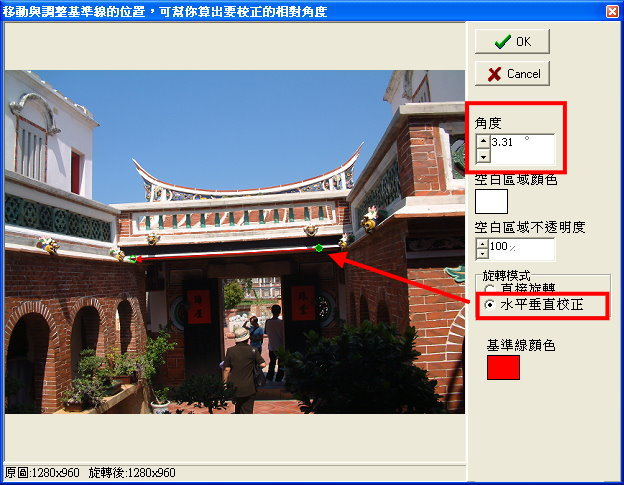 移動與調整基準線的位置，可幫你算出要校正的相對角度
OK
Cancel
角度
3.31 °
空白區域顏色
空白區域不透明度
100%
旋轉模式
直接旋轉
水平垂直校正
基準線顏色
原圖:1280x960 旋轉後:1280x960